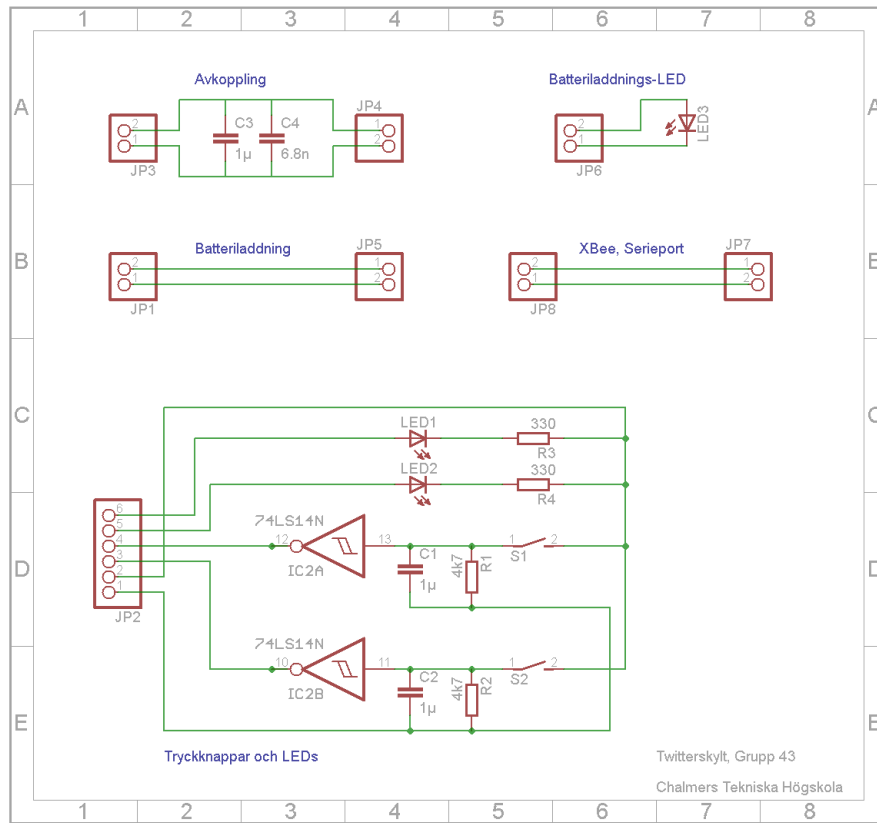 1 2 3 4 5 6 7 8
Avkoppling
Batteriladdnings-LED
A A
JP4
C3 C4
2 1
1 2
1µ 6.8n
JP3
2
1
JP6
LED3
Batteriladdning
JP5
XBee, Serieport
JP7
B B
2 1
1 2
JP1
2 1
1 2
JP8
C C
LED1
330
R3
LED2
330
R4
6
5
4
3
2
1
JP2
D D
74LS14N
12 13
IC2A
C1
1µ
4k7
R1
1 2
S1
74LS14N
10 11
IC2B
C2
1µ
4k7
R2
1 2
S2
E E
Tryckknappar och LEDs
Twitterskylt, Grupp 43
Chalmers Tekniska Högskola
1 2 3 4 5 6 7 8